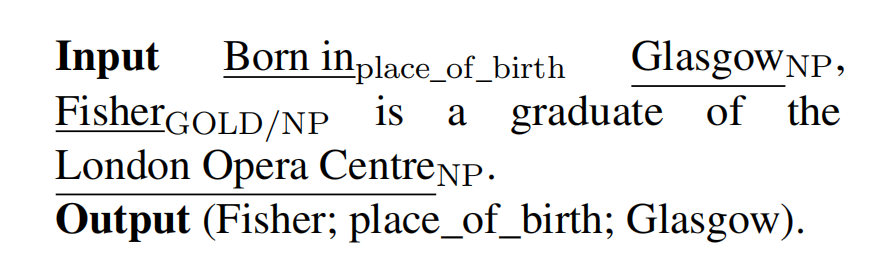 Input Born in place_of_birth Glasgow NP,
Fisher GOLD/NP is a graduate of the
London Opera Centre NP.
Output (Fisher; place_of_birth; Glasgow).